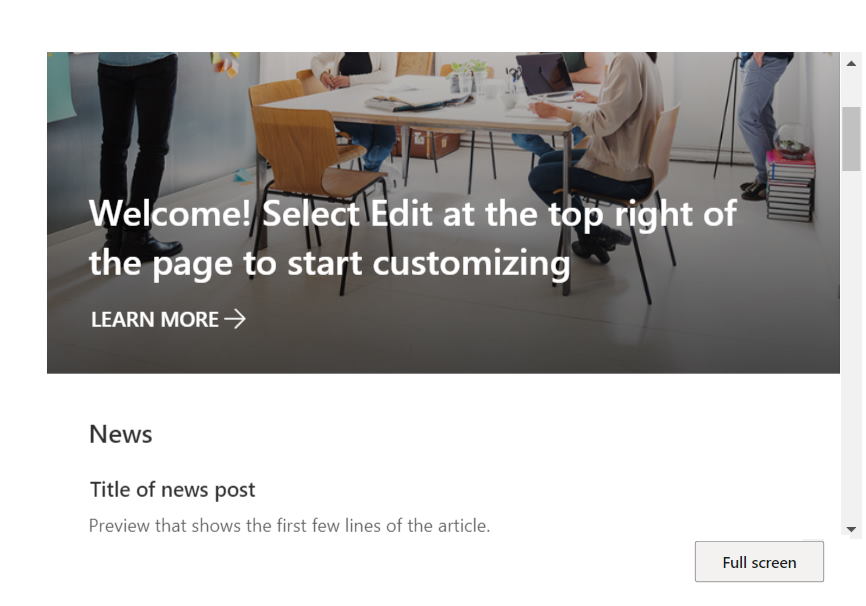 Welcome! Select Edit at the top right of
the page to start customizing
LEARN MORE
News
Title of news post
Preview that shows the first few lines of the article.
Full screen